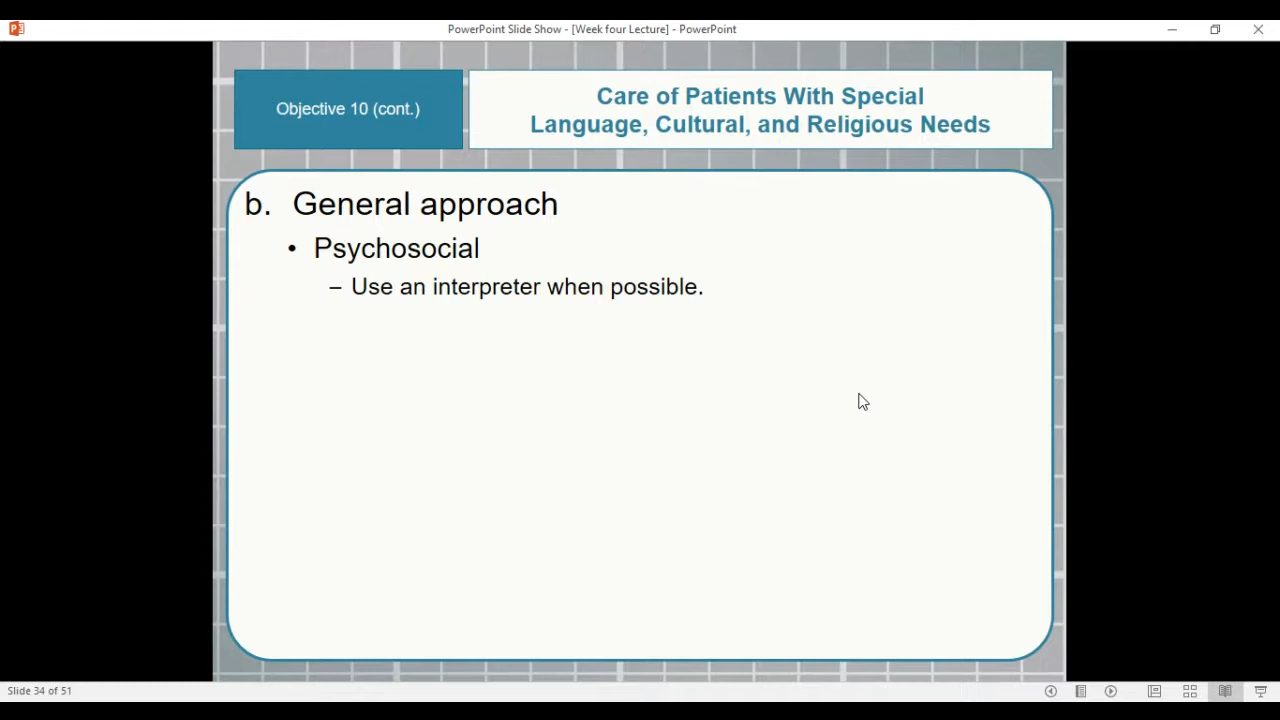 PowerPoint Slide Show - [Week four Lecture] - PowerPoint
Objective 10 (cont.)
Care of Patients With Special
Language, Cultural, and Religious Needs
b. General approach
• Psychosocial
– Use an interpreter when possible.
Slide 34 of 51